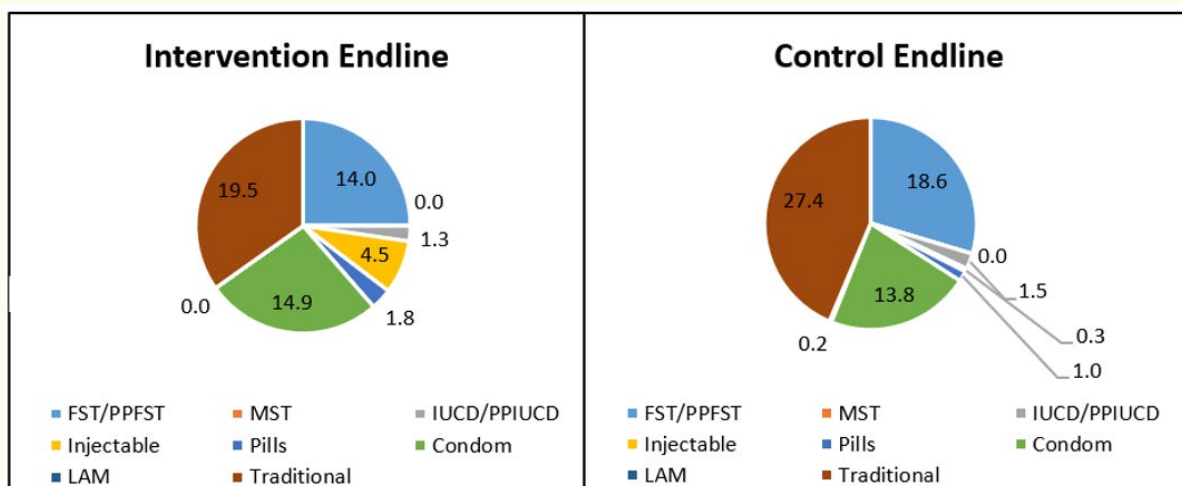 Intervention Endline
14.0
0.0
1.3
4.5
1.8
14.9
0.0
19.5
FST/PPFST MST IUCD/PPIUCD
Injectable Pills Condom
LAM Traditional
Control Endline
18.6
0.0
1.5
0.3
1.0
13.8
0.2
27.4
FST/PPFST MST IUCD/PPIUCD
Injectable Pills Condom
LAM Traditional